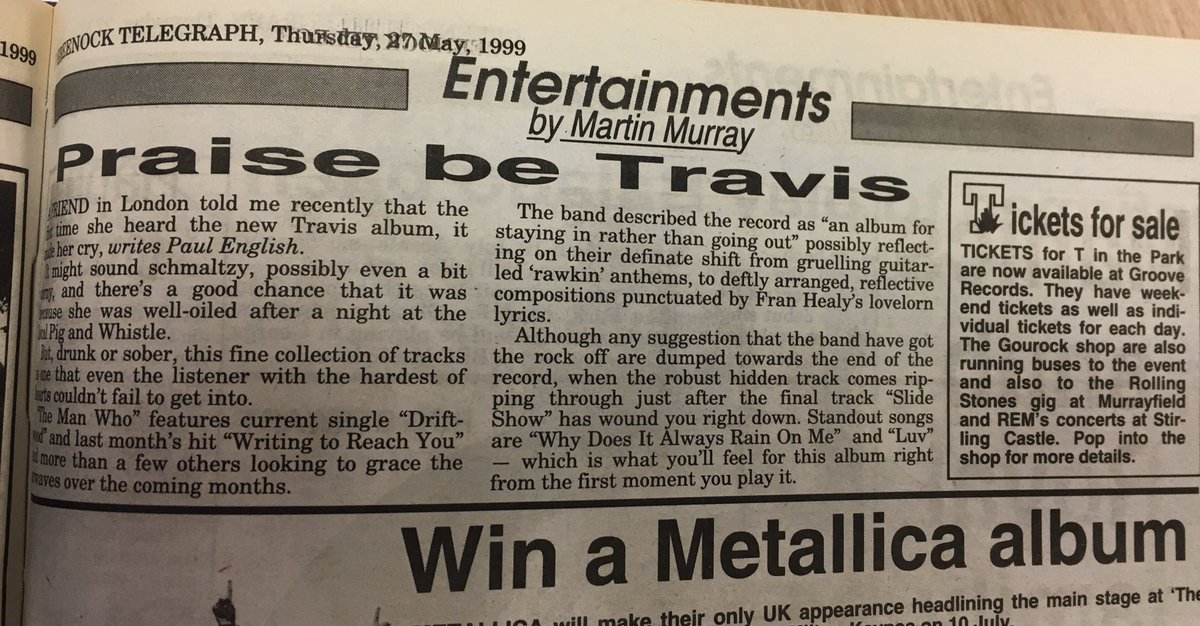 1999
GREENOCK TELEGRAPH, Thursday, 27 May, 1999
Entertainments
by Martin Murray
Praise be Travis
FRIEND in London told me recently that the
time she heard the new Travis album, it
her cry, writes Paul English.
might sound schmaltzy, possibly even a bit
and there's a good chance that it was
because she was well-oiled after a night at the
Pig and Whistle.
But, drunk or sober, this fine collection of tracks
is one that even the listener with the hardest of
hearts couldn't fail to get into.
"The Man Who" features current single "Drift-
wood" and last month's hit "Writing to Reach You"
and more than a few others looking to grace the
airwaves over the coming months.
The band described the record as "an album for
staying in rather than going out" possibly reflect-
ing on their definate shift from gruelling guitar-
led 'rawkin' anthems, to deftly arranged, reflective
compositions punctuated by Fran Healy's lovelorn
lyrics.
Although any suggestion that the band have got
the rock off are dumped towards the end of the
record, when the robust hidden track comes rip-
ping through just after the final track "Slide
Show" has wound you right down. Standout songs
are "Why Does It Always Rain On Me" and "Luv"
— which is what you'll feel for this album right
from the first moment you play it.
Tickets for sale
TICKETS for T in the Park
are now available at Groove
Records. They have week-
end tickets as well as indi-
vidual tickets for each day.
The Gourock shop are also
running buses to the event
and also to the Rolling
Stones gig at Murrayfield
and REM's concerts at Stir-
ling Castle. Pop into the
shop for more details.
Win a Metallica album
METALLICA will make their only UK appearance headlining the main stage at 'The
Keynes on 10 July.